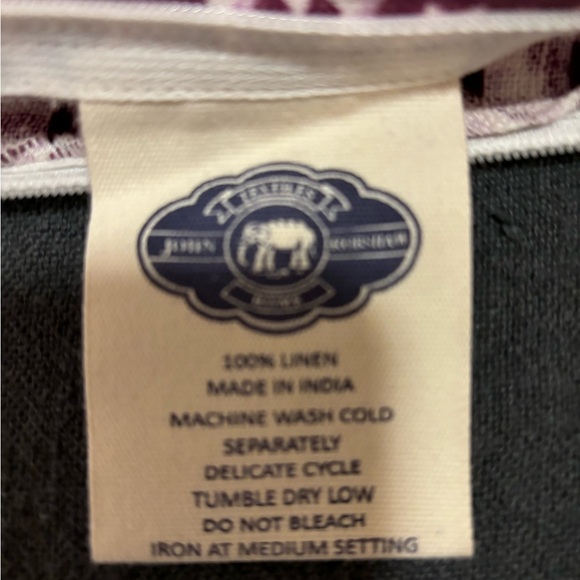 TEXTILES
JOHN ROBSHAW
100% LINEN
MADE IN INDIA
MACHINE WASH COLD
SEPARATELY
DELICATE CYCLE
TUMBLE DRY LOW
DO NOT BLEACH
IRON AT MEDIUM SETTING